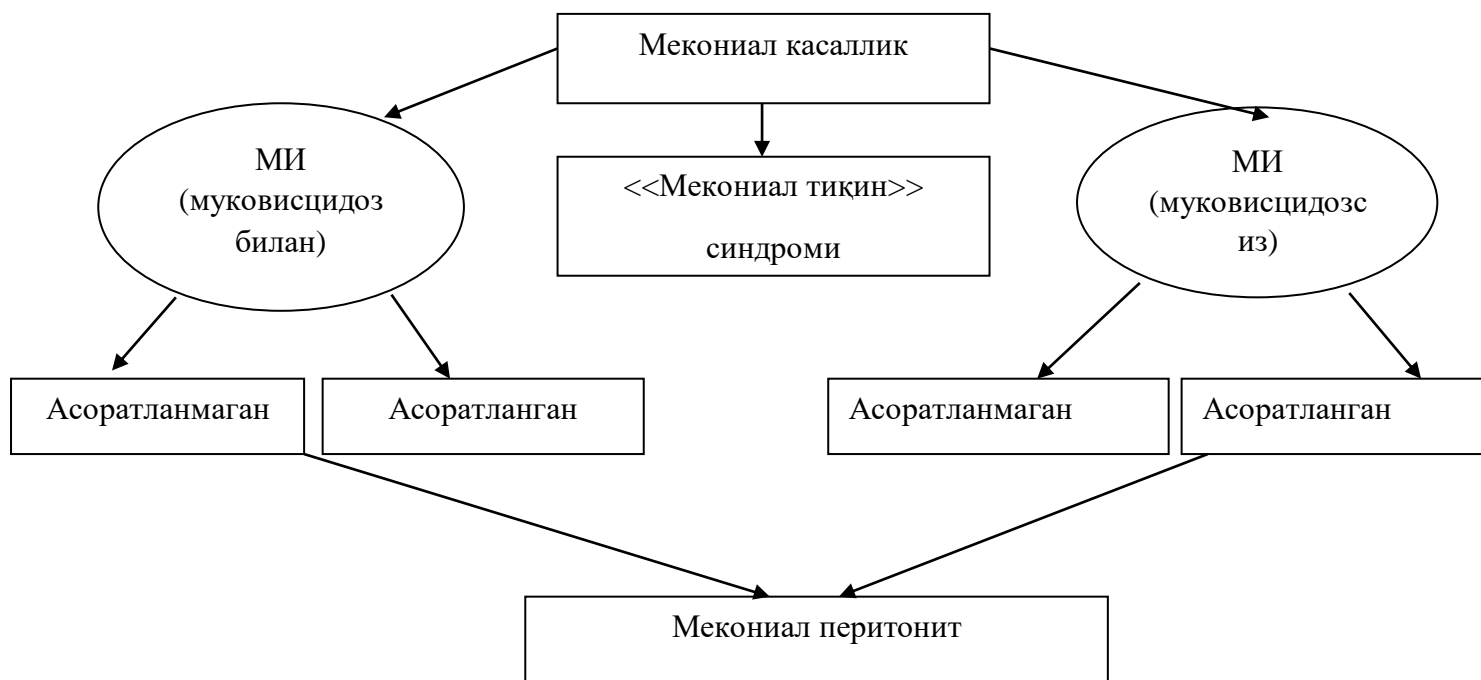 Мекониал касаллик
МИ
(муковисцидоз
билан)
<<Мекониал тиқин>>
синдроми
МИ
(муковисцидозс
из)
Асоратланмаган
Асоратланган
Асоратланмаган
Асоратланган
Мекониал перитонит